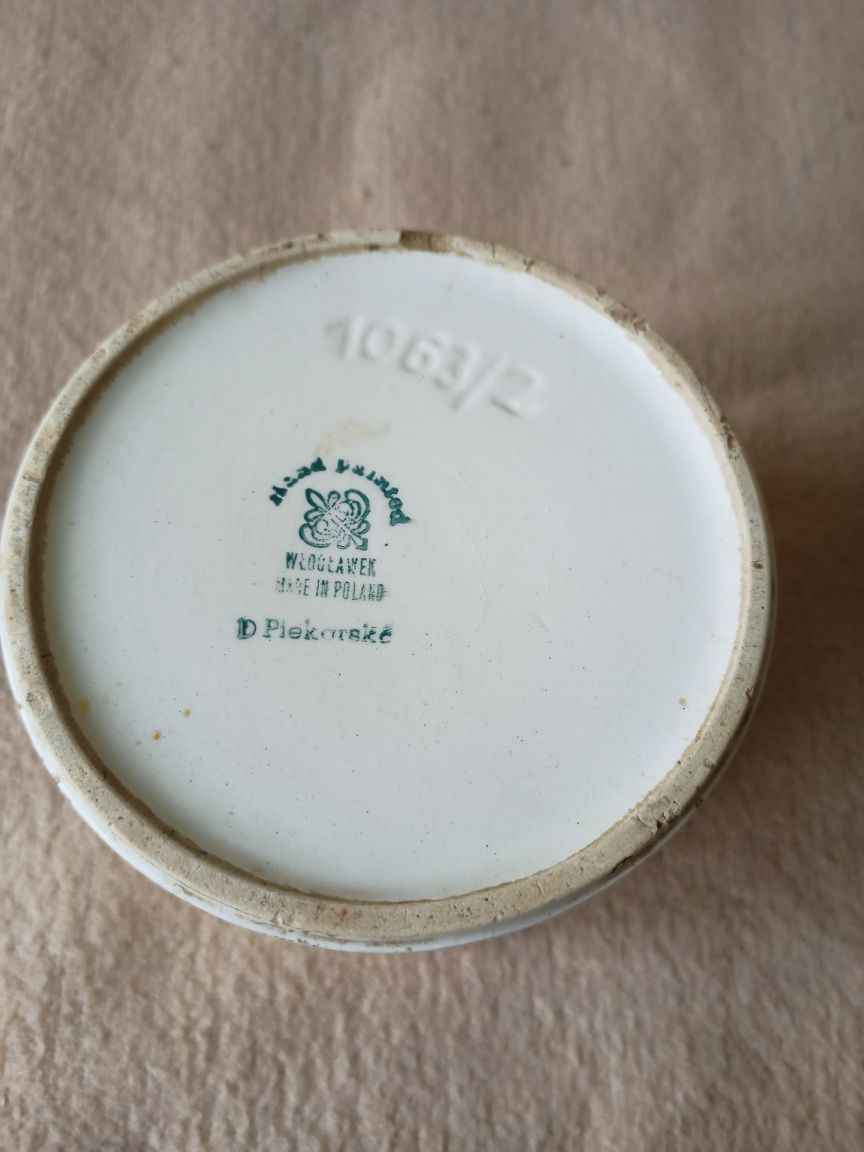 1063/2
Hand painted
WŁOCŁAWEK
MADE IN POLAND
D Piekarska